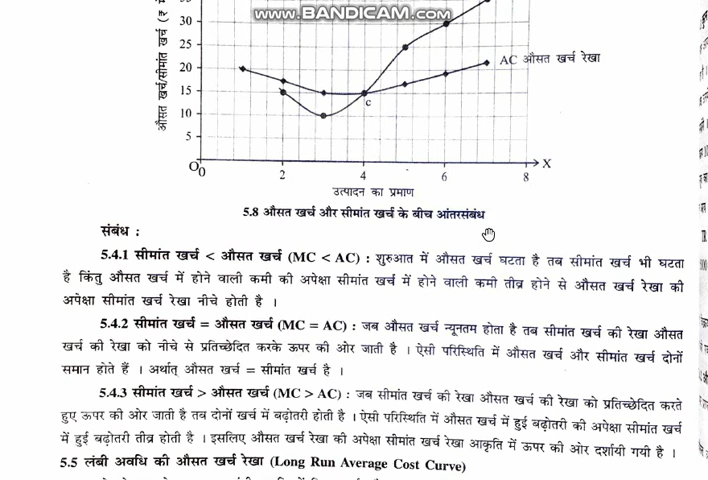 www.BANDICAM.com
30
25
20
15
10
5
औसत खर्च/सीमांत खर्च (₹
AC औसत खर्च रेखा
c
O
0 2 4 6 8 X
उत्पादन का प्रमाण
5.8 औसत खर्च और सीमांत खर्च के बीच आंतरसंबंध
संबंध :
5.4.1 सीमांत खर्च < औसत खर्च (MC < AC) : शुरुआत में औसत खर्च घटता है तब सीमांत खर्च भी घटता
है किंतु औसत खर्च में होने वाली कमी की अपेक्षा सीमांत खर्च में होने वाली कमी तीव्र होने से औसत खर्च रेखा की
अपेक्षा सीमांत खर्च रेखा नीचे होती है ।
5.4.2 सीमांत खर्च = औसत खर्च (MC = AC) : जब औसत खर्च न्यूनतम होता है तब सीमांत खर्च की रेखा औसत
खर्च की रेखा को नीचे से प्रतिच्छेदित करके ऊपर की ओर जाती है । ऐसी परिस्थिति में औसत खर्च और सीमांत खर्च दोनों
समान होते हैं । अर्थात् औसत खर्च = सीमांत खर्च है ।
5.4.3 सीमांत खर्च > औसत खर्च (MC > AC) : जब सीमांत खर्च की रेखा औसत खर्च की रेखा को प्रतिच्छेदित करते
हुए ऊपर की ओर जाती है तब दोनों खर्च में बढ़ोतरी होती है । ऐसी परिस्थिति में औसत खर्च में हुई बढ़ोतरी की अपेक्षा सीमांत खर्च
में हुई बढ़ोतरी तीव्र होती है । इसलिए औसत खर्च रेखा की अपेक्षा सीमांत खर्च रेखा आकृति में ऊपर की ओर दर्शायी गयी है ।
5.5 लंबी अवधि की औसत खर्च रेखा (Long Run Average Cost Curve)